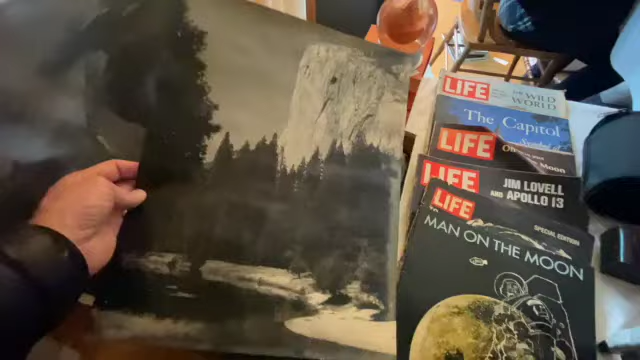 LIFE
WILD
WORLD
The Capitol
LIFE
Moon
LIFE
JIM LOVELL
AND APOLLO 13
LIFE
SPECIAL EDITION
MAN ON THE MOON